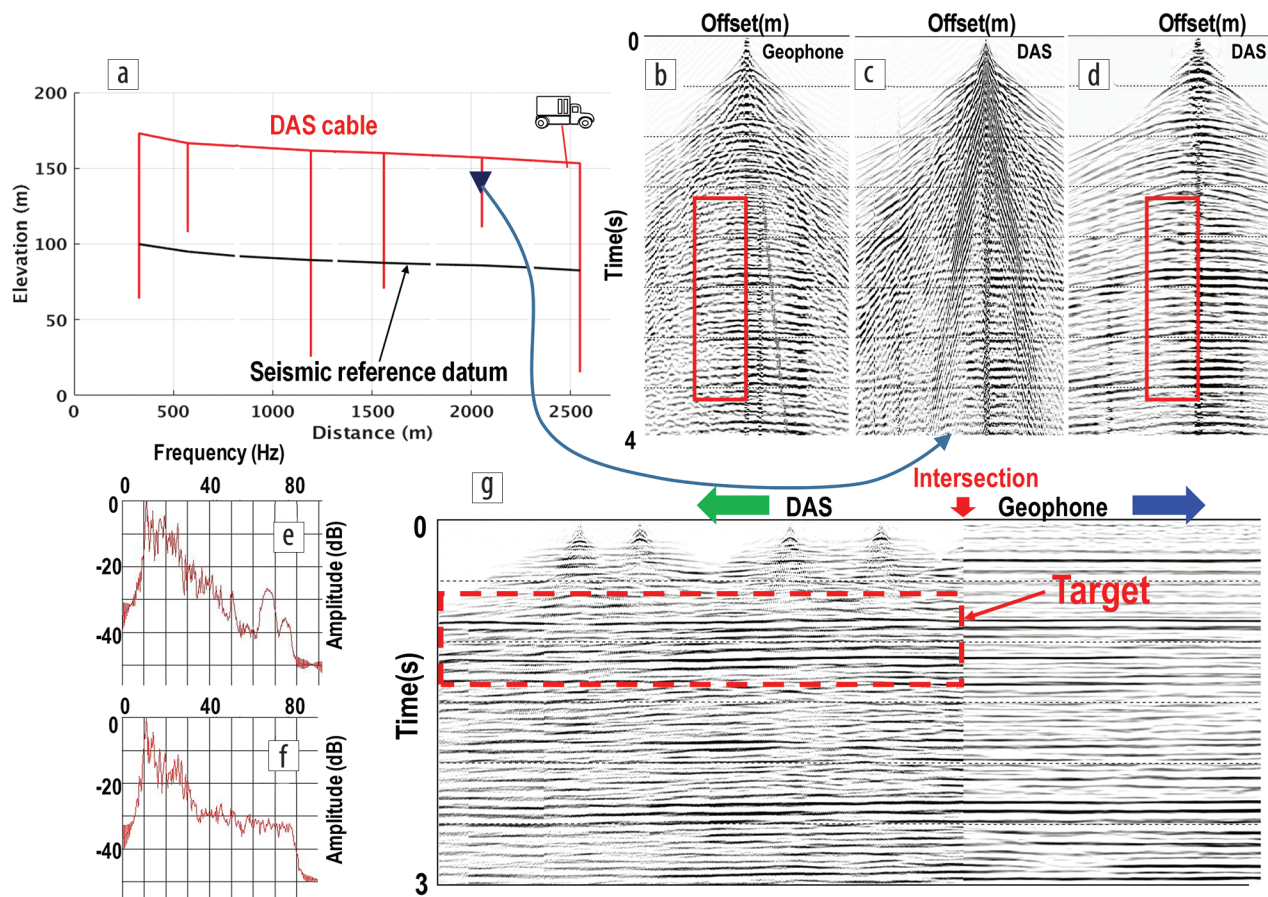 a
200
150
100
50
0
Elevation (m)
DAS cable
Seismic reference datum
0
500
1000
1500
2000
2500
Distance (m)
Offset(m)
Offset(m)
Offset(m)
0
Time(s)
4
b
Geophone
c
DAS
d
DAS
Frequency (Hz)
0
40
80
0
-20
-40
e
Amplitude (dB)
0
40
80
0
-20
-40
f
Amplitude (dB)
g
DAS
Intersection
Geophone
0
Time(s)
3
Target